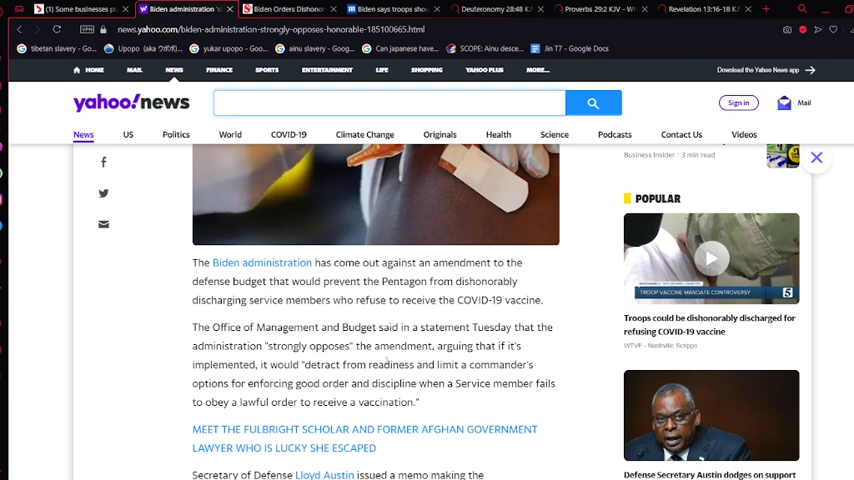 (1) Some businesses p
Biden administration 's
Biden Orders Dishono
Biden says troops shou
Deuteronomy 28:48 K
Proverbs 29:2 KJV - W
Revelation 13:16-18 K
VPN news.yahoo.com/biden-administration-strongly-opposes-honorable-185100665.html
tibetan slavery - Go...
yukar upopo - Goo...
ainu slavery - Goog...
Can japanese have...
SCOPE: Ainu desce...
Jin T7 - Google Docs
HOME MAIL NEWS FINANCE SPORTS ENTERTAINMENT LIFE SHOPPING YAHOO PLUS MORE... Download the Yahoo News app
yahoo!news
Sign in Mail
News US Politics World COVID-19 Climate Change Originals Health Science Podcasts Contact Us Videos
Business Insider · 3 min read
The Biden administration has come out against an amendment to the
defense budget that would prevent the Pentagon from dishonorably
discharging service members who refuse to receive the COVID-19 vaccine.
The Office of Management and Budget said in a statement Tuesday that the
administration "strongly opposes" the amendment, arguing that if it's
implemented, it would "detract from readiness and limit a commander's
options for enforcing good order and discipline when a Service member fails
to obey a lawful order to receive a vaccination."
MEET THE FULBRIGHT SCHOLAR AND FORMER AFGHAN GOVERNMENT
LAWYER WHO IS LUCKY SHE ESCAPED
Secretary of Defense Lloyd Austin issued a memo making the
POPULAR
TROOP VACCINE MANDATE CONTROVERSY
Troops could be dishonorably discharged for
refusing COVID-19 vaccine
WTVF - Nashville Scripps
Defense Secretary Austin dodges on support